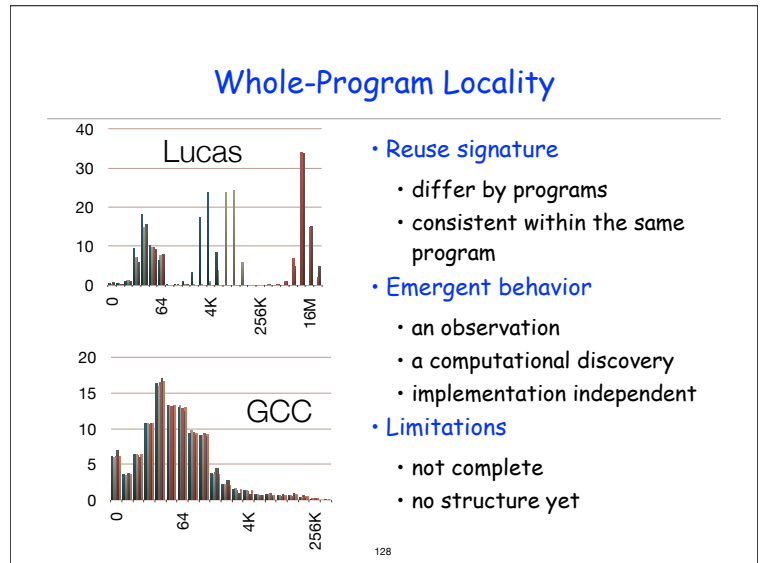 Whole-Program Locality
40
30
20
10
0
Lucas
0
64
4K
256K
16M
20
15
10
5
0
GCC
0
64
4K
256K
• Reuse signature
• differ by programs
• consistent within the same
program
• Emergent behavior
• an observation
• a computational discovery
• implementation independent
• Limitations
• not complete
• no structure yet
128